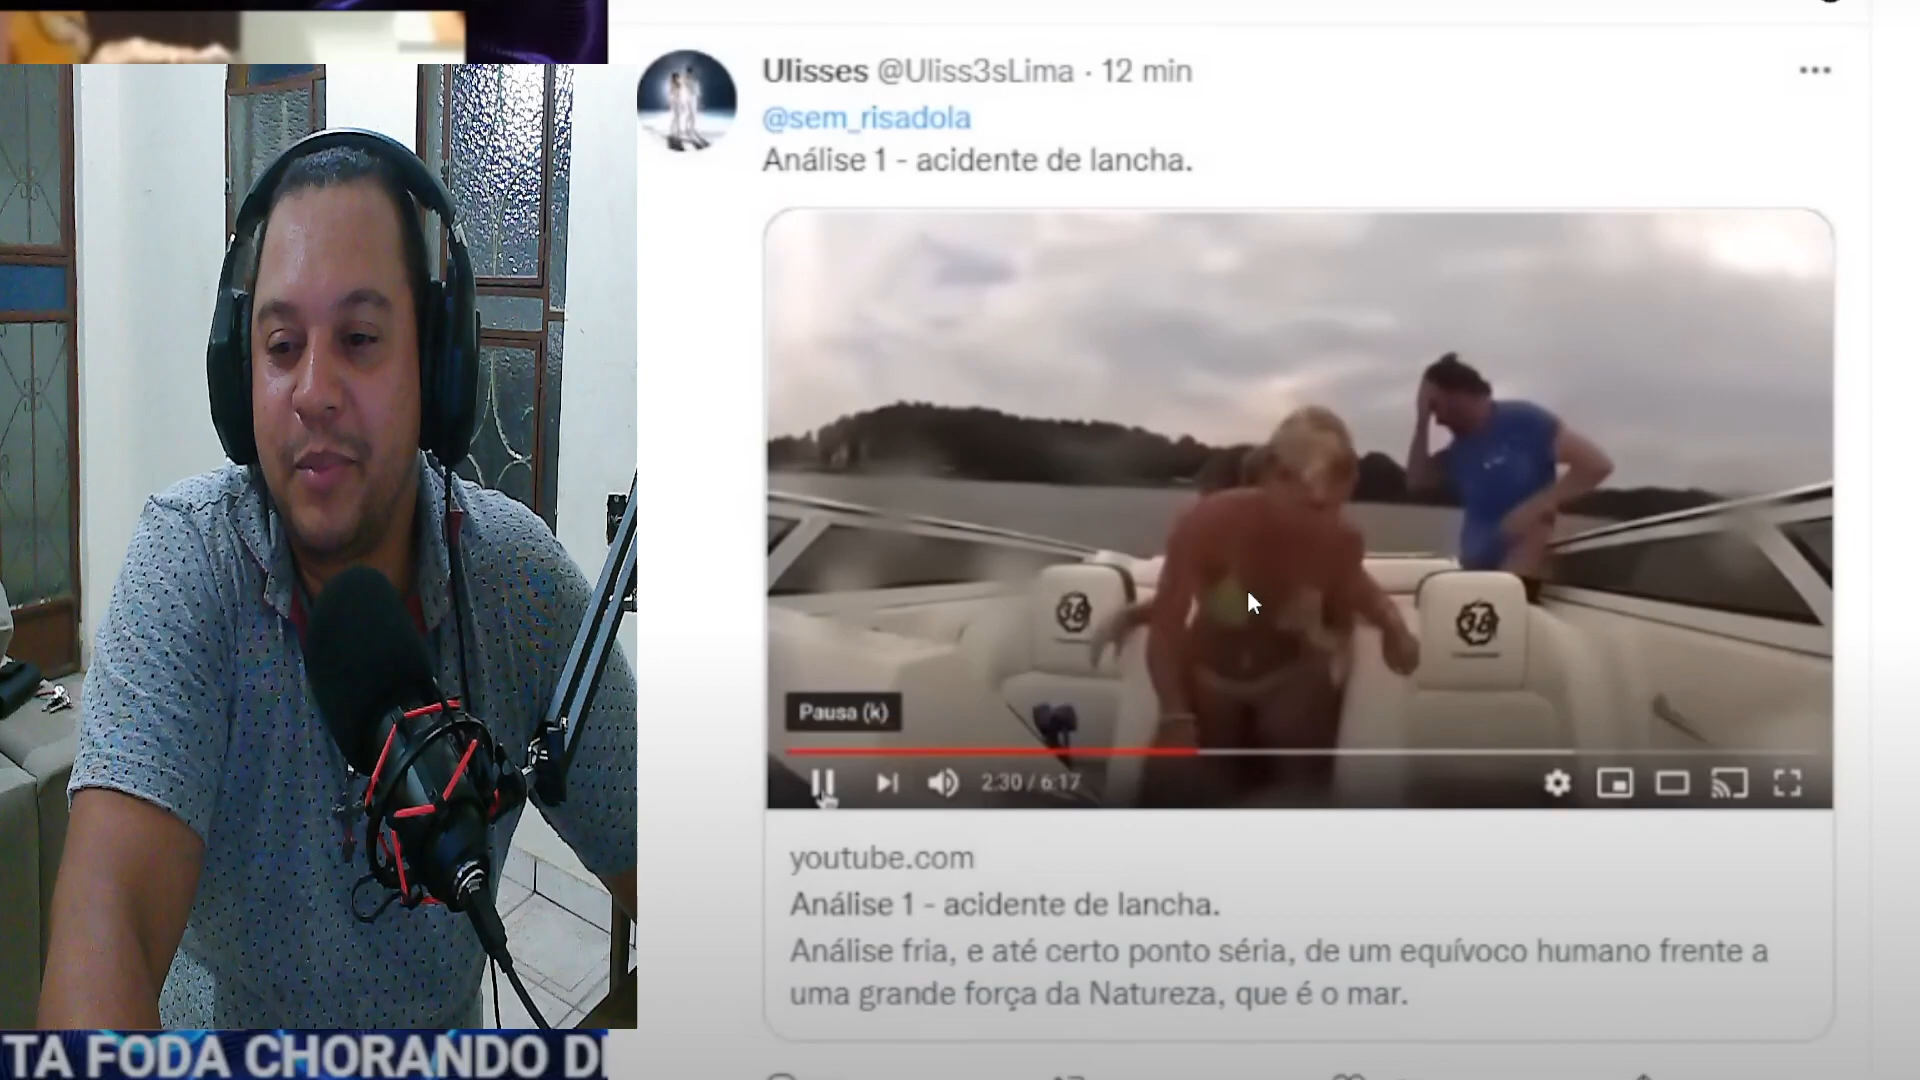 Ulisses @Uliss3sLima · 12 min
@sem_risadola
Análise 1 - acidente de lancha.
Pausa (k)
2:30 / 6:17
youtube.com
Análise 1 - acidente de lancha.
Análise fria, e até certo ponto séria, de um equívoco humano frente a
uma grande força da Natureza, que é o mar.
TA FODA CHORANDO DE